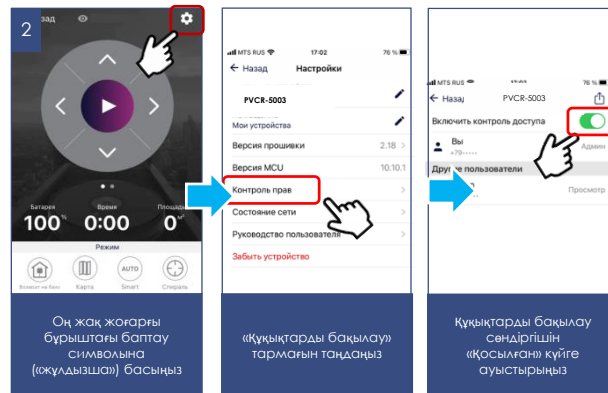 2
зад
Батарея
Время
Площадь
100%
0:00
0 м²
Режим
Возврат на базу
Карта
AUTO
Smart
Спираль
Оң жақ жоғарғы
бұрыштағы баптау
символына
(«жұлдызша») басыңыз
MTS RUS
17:02
76 %
← Назад
Настройки
PVCR-5003
Мои устройства
Версия прошивки
2.18 >
Версия MCU
10.10.1
Контроль прав
Состояние сети
Руководство пользователя
Забыть устройство
«Құқықтарды бақылау»
тармағын таңдаңыз
MTS RUS
76 %
← Назад
PVCR-5003
Включить контроль доступа
Вы
+79
Админ
Другие пользователи
Просмотр
Құқықтарды бақылау
сөндіргішін
«Қосылған» күйге
ауыстырыңыз